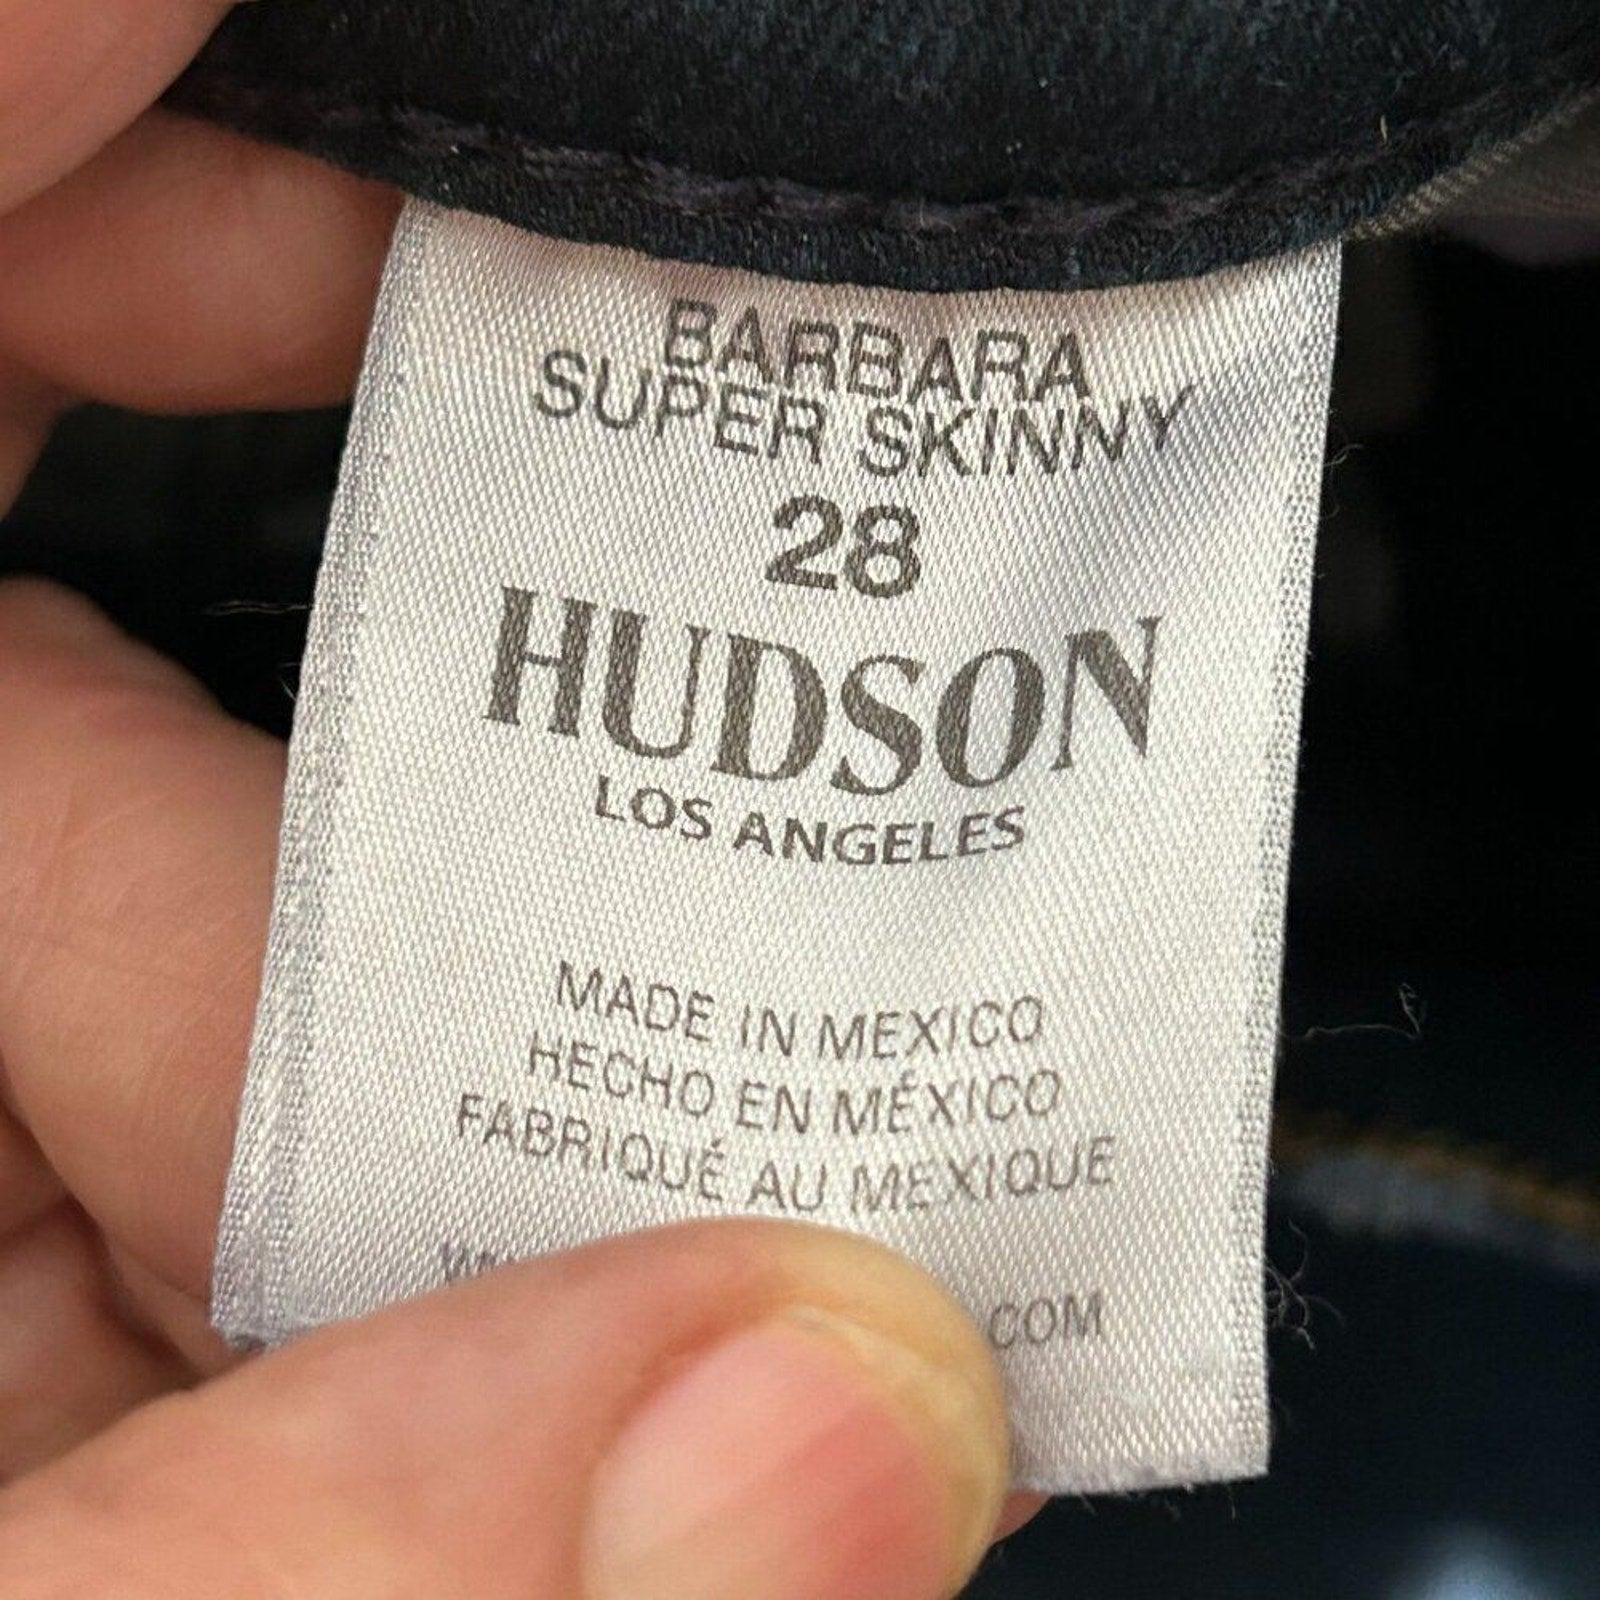 BARBARA
SUPER SKINNY
28
HUDSON
LOS ANGELES
MADE IN MEXICO
HECHO EN MÉXICO
FABRIQUÉ AU MEXIQUE
.COM